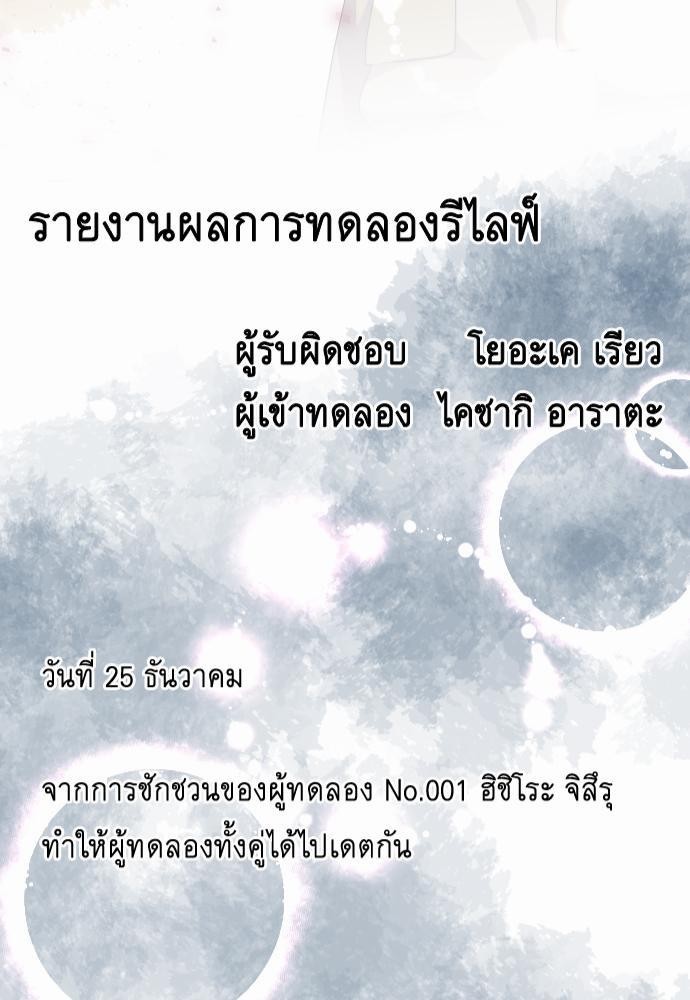 รายงานผลการทดลองรีไลฟ์
ผู้รับผิดชอบ โยอะเค เรียว
ผู้เข้าทดลอง ไคซากิ อาราตะ
วันที่ 25 ธันวาคม
จากการชักชวนของผู้ทดลอง No.001 ฮิชิโระ จิสึรุ
ทำให้ผู้ทดลองทั้งคู่ได้ไปเดตกัน